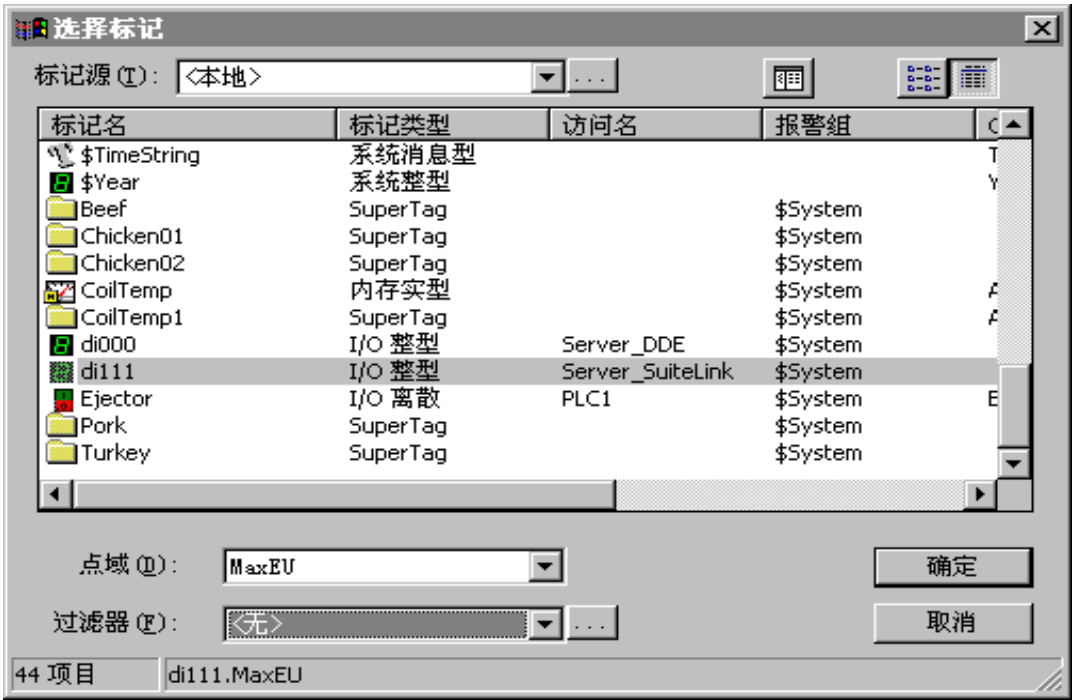 选择标记
标记源(T): <本地> ...
标记名 标记类型 访问名 报警组
$TimeString 系统消息型
$Year 系统整型
Beef SuperTag $System
Chicken01 SuperTag $System
Chicken02 SuperTag $System
CoilTemp 内存实型 $System
CoilTemp1 SuperTag $System
di000 I/O 整型 Server_DDE $System
di111 I/O 整型 Server_SuiteLink $System
Ejector I/O 离散 PLC1 $System
Pork SuperTag $System
Turkey SuperTag $System
点域(D): MaxEU 确定
过滤器(F): <无> ... 取消
44 项目 di111.MaxEU